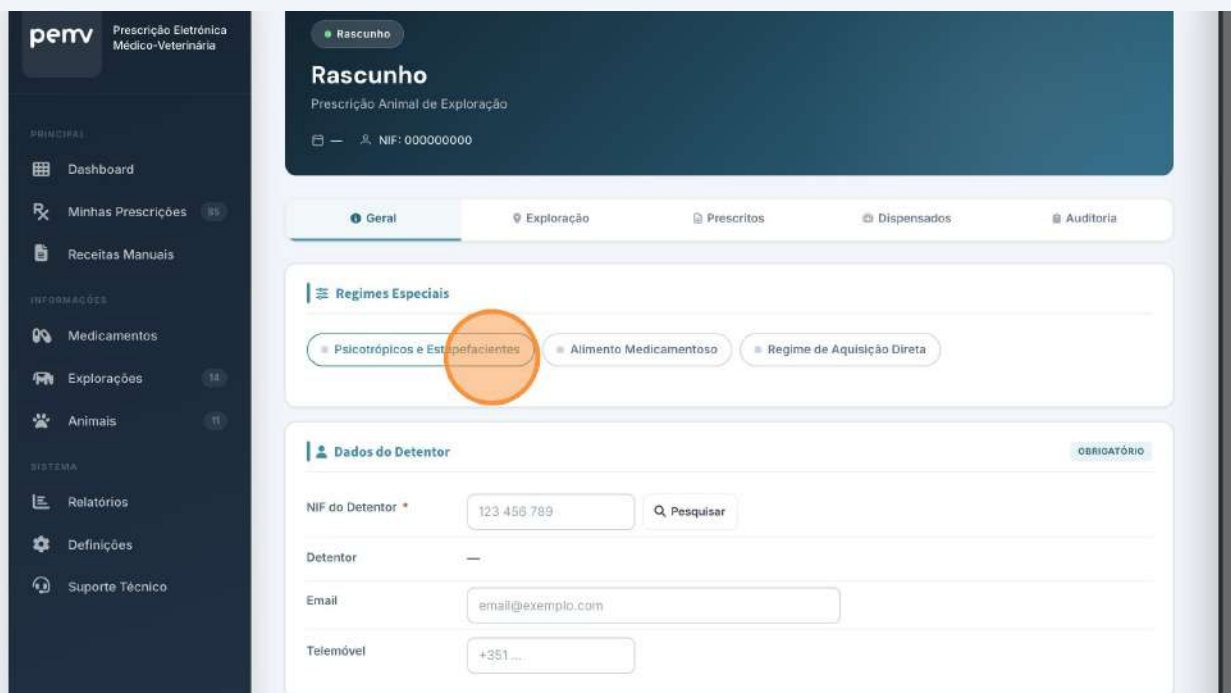 pemv
Prescrição Eletrónica
Médico-Veterinária
PRINCIPAL
Dashboard
Minhas Prescrições 85
Receitas Manuais
INFORMAÇÕES
Medicamentos
Explorações 14
Animais 11
SISTEMA
Relatórios
Definições
Suporte Técnico
Rascunho
Rascunho
Prescrição Animal de Exploração
— NIF: 000000000
Geral Exploração Prescritos Dispensados Auditoria
Regimes Especiais
Psicotrópicos e Estupefacientes Alimento Medicamentoso Regime de Aquisição Direta
Dados do Detentor OBRIGATÓRIO
NIF do Detentor * 123 456 789 Pesquisar
Detentor —
Email email@exemplo.com
Telemóvel +351 ...